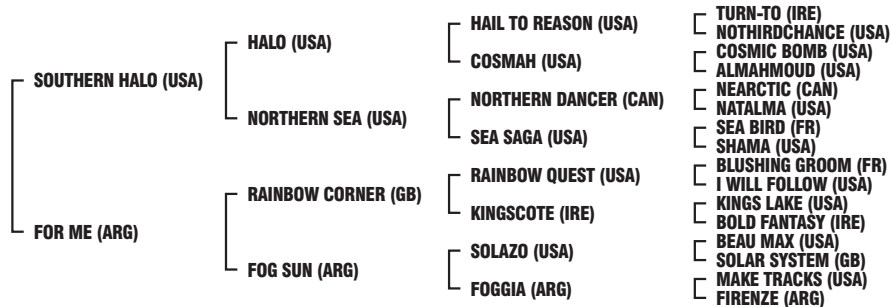 SOUTHERN HALO (USA)
FOR ME (ARG)
HALO (USA)
NORTHERN SEA (USA)
RAINBOW CORNER (GB)
FOG SUN (ARG)
HAIL TO REASON (USA)
COSMAH (USA)
NORTHERN DANCER (CAN)
SEA SAGA (USA)
RAINBOW QUEST (USA)
KINGSCOTE (IRE)
SOLAZO (USA)
FOGGIA (ARG)
TURN-TO (IRE)
NOTHIRDCHANCE (USA)
COSMIC BOMB (USA)
ALMAHMOUD (USA)
NEARCTIC (CAN)
NATALMA (USA)
SEA BIRD (FR)
SHAMA (USA)
BLUSHING GROOM (FR)
I WILL FOLLOW (USA)
KINGS LAKE (USA)
BOLD FANTASY (IRE)
BEAU MAX (USA)
SOLAR SYSTEM (GB)
MAKE TRACKS (USA)
FIRENZE (ARG)